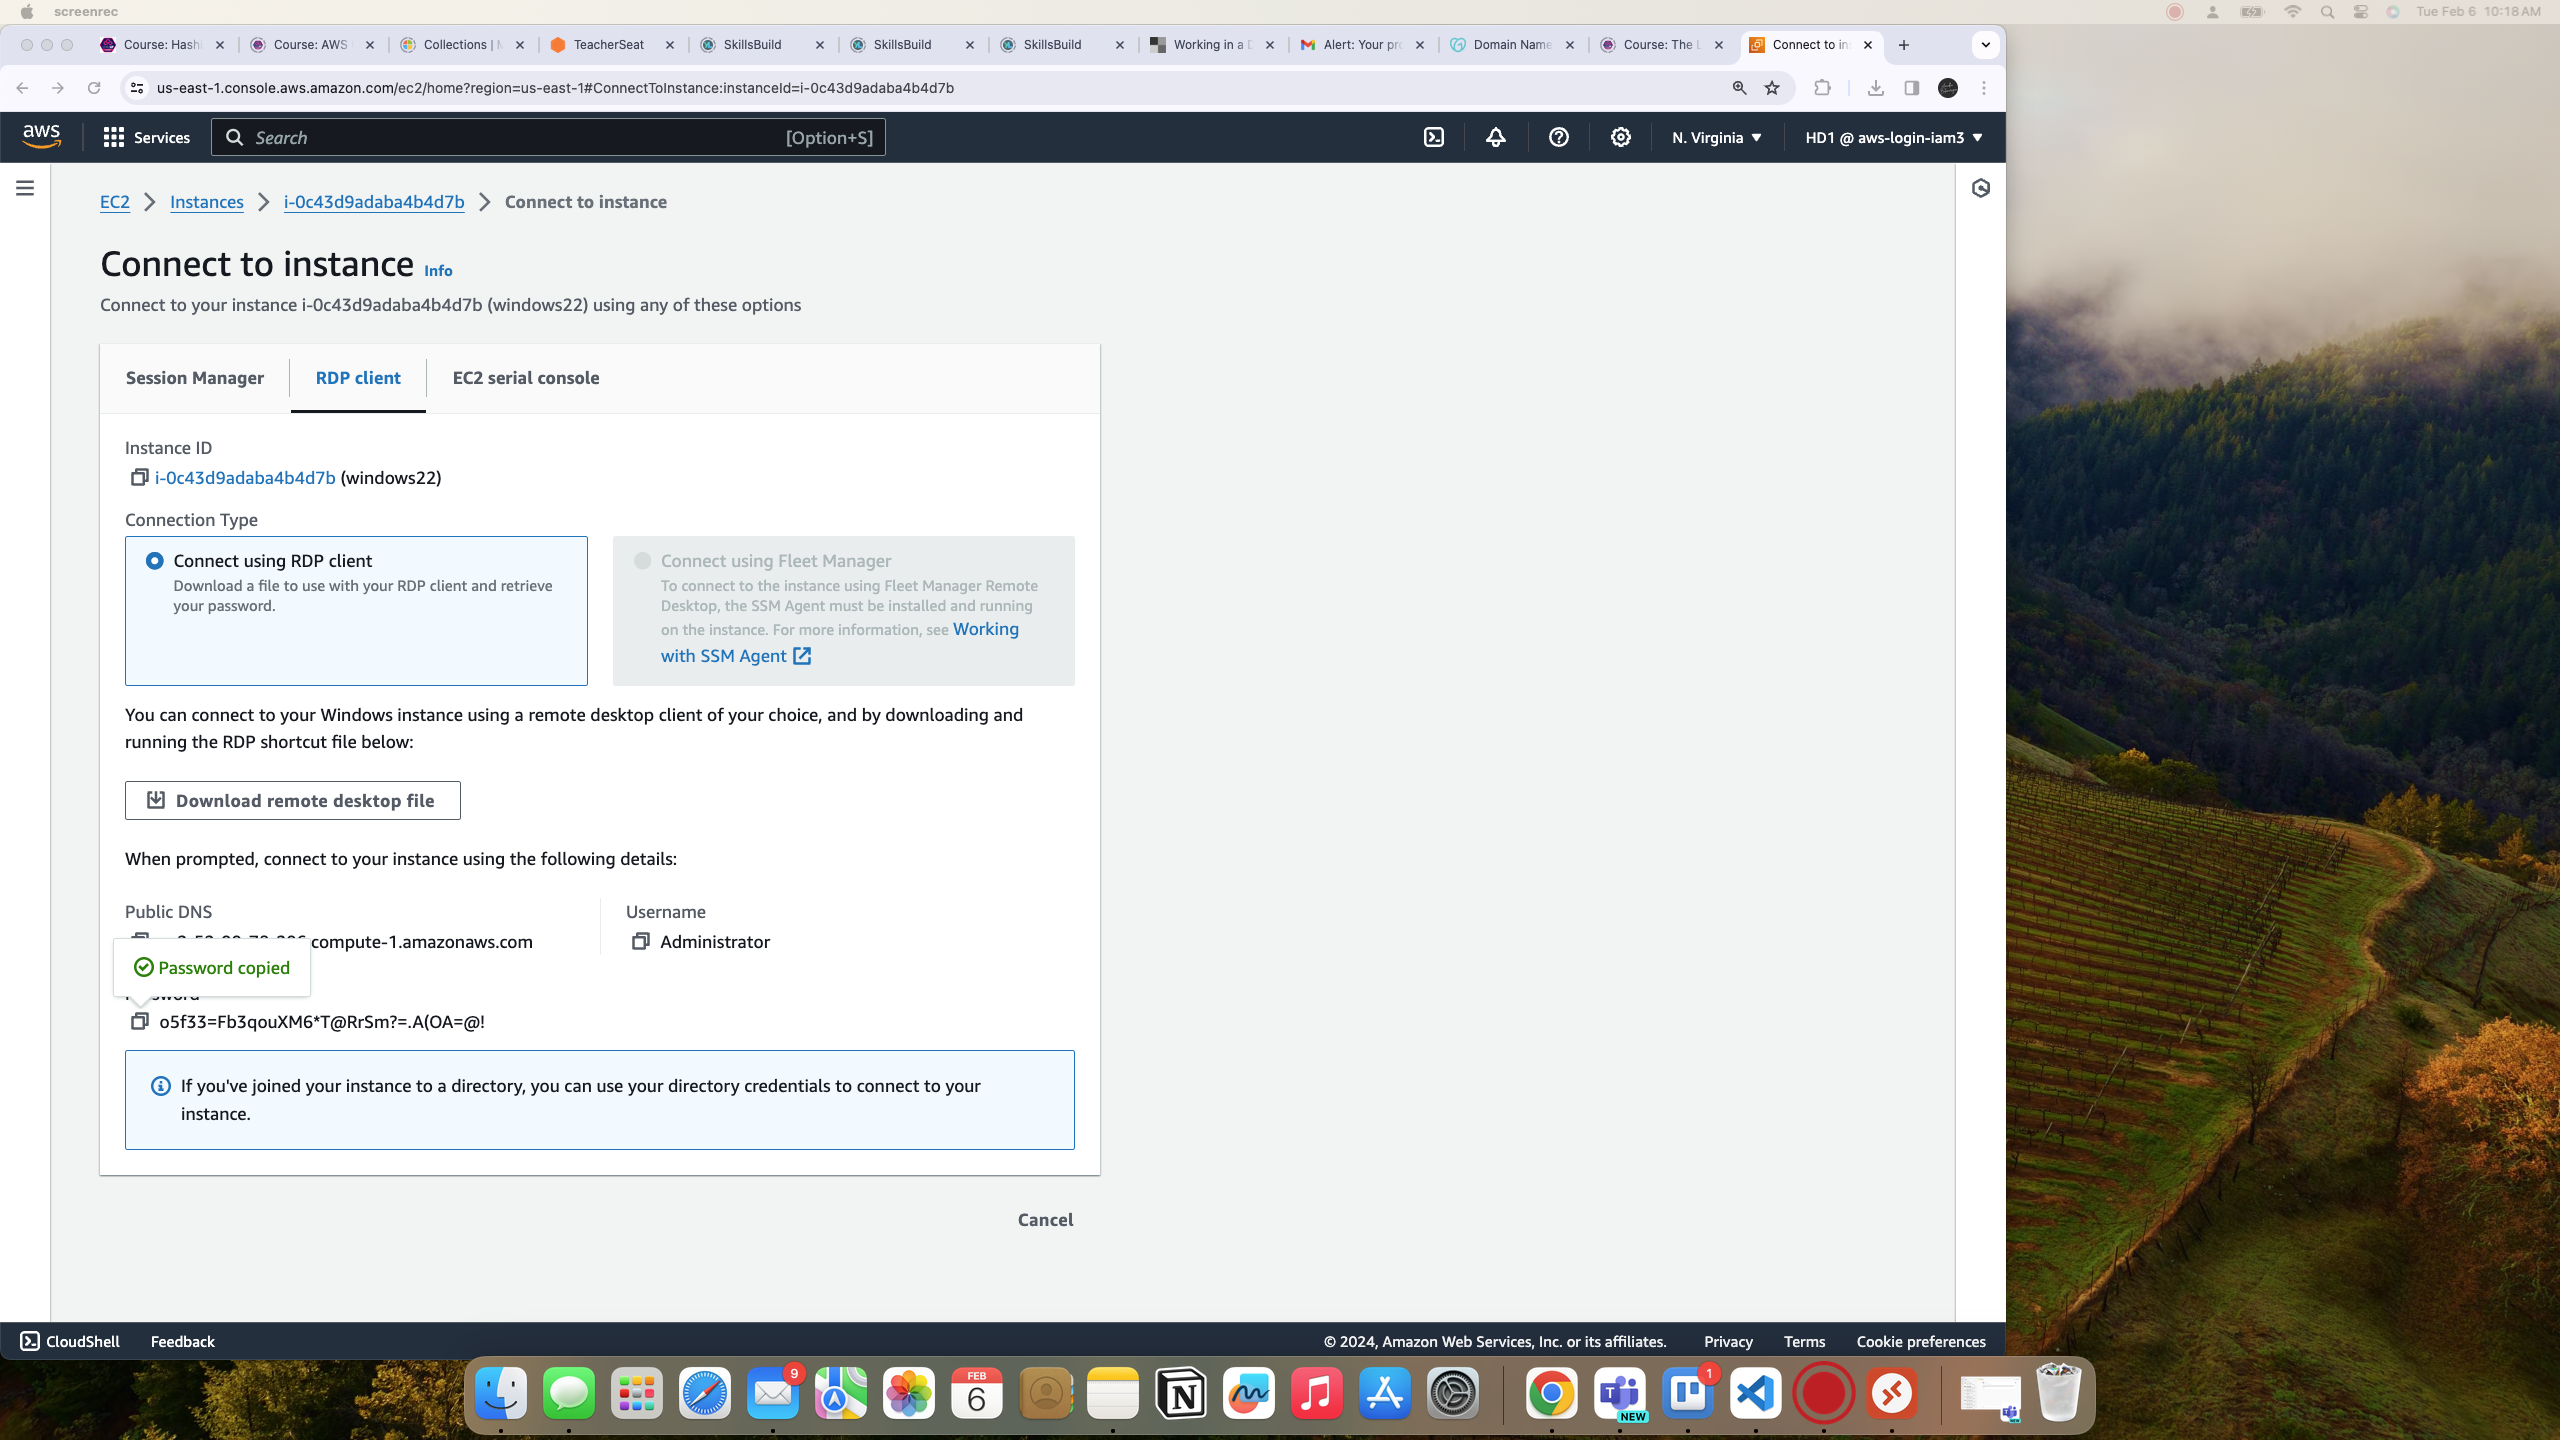 screenrec
Tue Feb 6 10:18 AM
Course: Hashi
Course: AWS
Collections |
TeacherSeat
SkillsBuild
SkillsBuild
SkillsBuild
Working in a
Alert: Your pro
Domain Name
Course: The L
Connect to in
us-east-1.console.aws.amazon.com/ec2/home?region=us-east-1#ConnectToInstance:instanceId=i-0c43d9adaba4b4d7b
aws
Services
Search
[Option+S]
N. Virginia
HD1 @ aws-login-iam3
EC2
Instances
i-0c43d9adaba4b4d7b
Connect to instance
Connect to instance Info
Connect to your instance i-0c43d9adaba4b4d7b (windows22) using any of these options
Session Manager
RDP client
EC2 serial console
Instance ID
i-0c43d9adaba4b4d7b (windows22)
Connection Type
Connect using RDP client
Download a file to use with your RDP client and retrieve
your password.
Connect using Fleet Manager
To connect to the instance using Fleet Manager Remote
Desktop, the SSM Agent must be installed and running
on the instance. For more information, see Working
with SSM Agent
You can connect to your Windows instance using a remote desktop client of your choice, and by downloading and
running the RDP shortcut file below:
Download remote desktop file
When prompted, connect to your instance using the following details:
Public DNS
compute-1.amazonaws.com
Username
Administrator
Password copied
o5f33=Fb3qouXM6*T@RrSm?=.A(OA=@!
If you've joined your instance to a directory, you can use your directory credentials to connect to your
instance.
Cancel
CloudShell
Feedback
© 2024, Amazon Web Services, Inc. or its affiliates.
Privacy
Terms
Cookie preferences
9
FEB
6
NEW
1